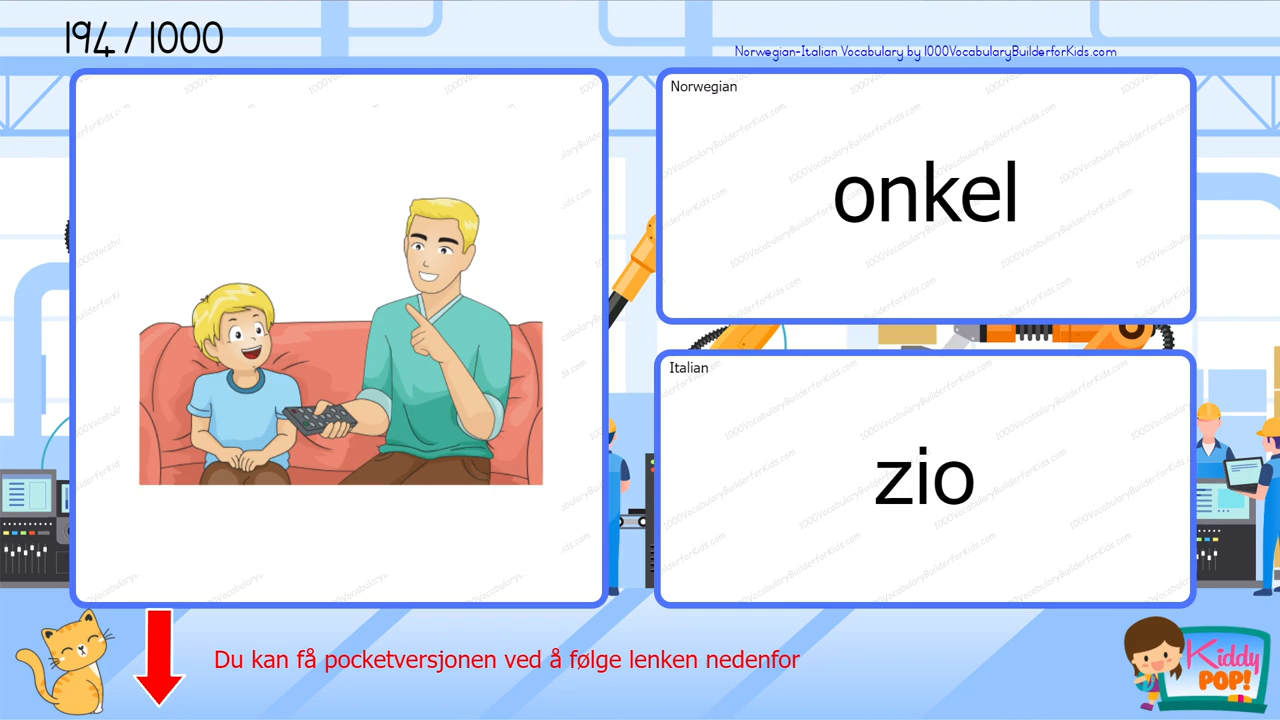 194 / 1000
Norwegian-Italian Vocabulary by 1000VocabularyBuilderforKids.com
Norwegian
onkel
Italian
zio
Du kan få pocketversjonen ved å følge lenken nedenfor
Kiddy
POP!